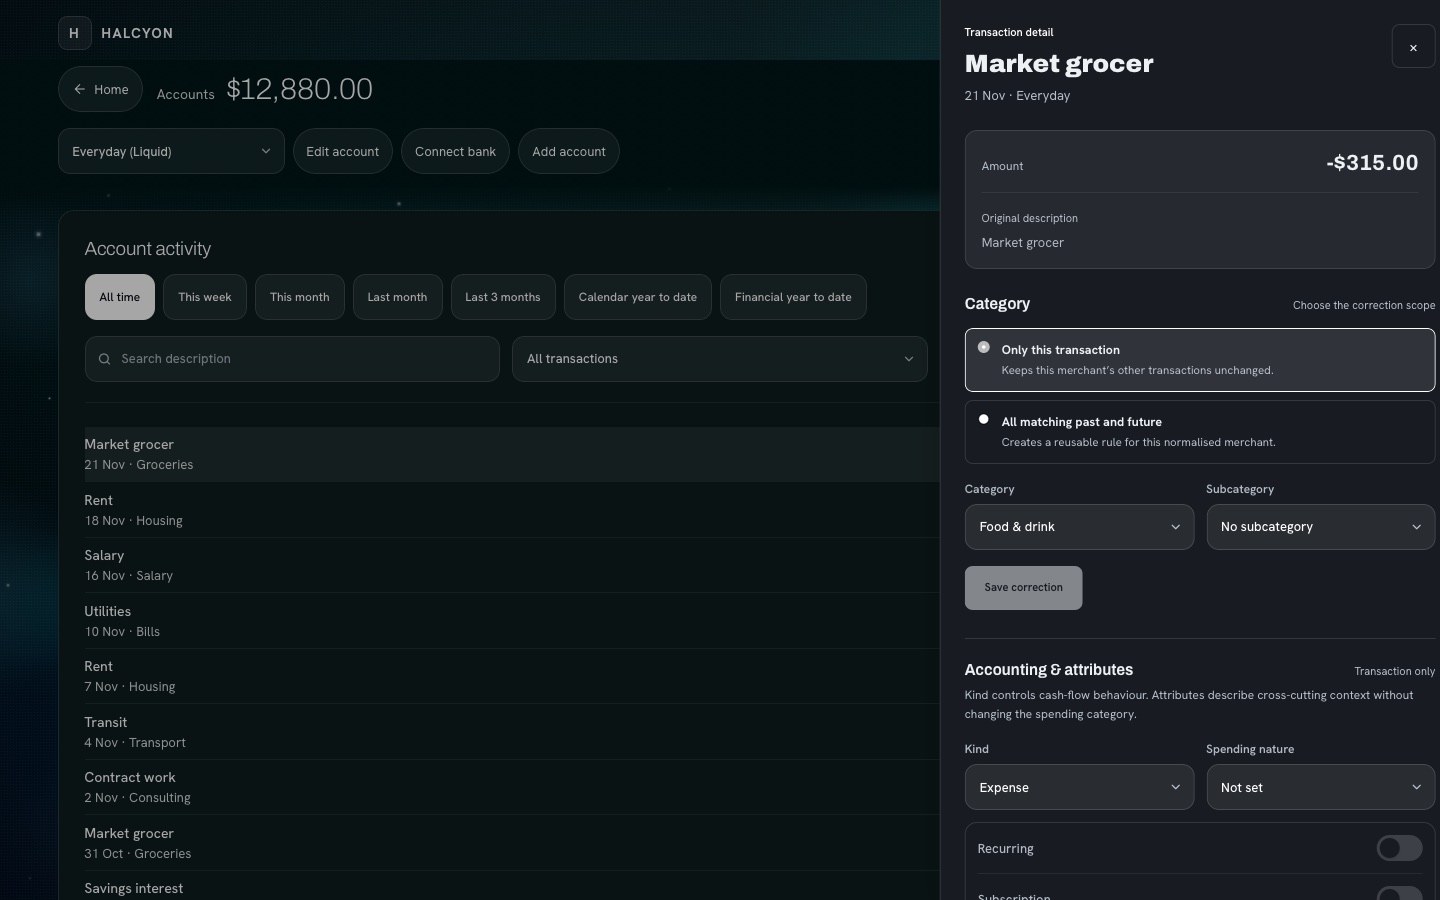 H HALCYON
Home
Accounts $12,880.00
Everyday (Liquid)
Edit account
Connect bank
Add account
Account activity
All time
This week
This month
Last month
Last 3 months
Calendar year to date
Financial year to date
Search description
All transactions
Market grocer
21 Nov · Groceries
Rent
18 Nov · Housing
Salary
16 Nov · Salary
Utilities
10 Nov · Bills
Rent
7 Nov · Housing
Transit
4 Nov · Transport
Contract work
2 Nov · Consulting
Market grocer
31 Oct · Groceries
Savings interest
Transaction detail
Market grocer
21 Nov · Everyday
×
Amount -$315.00
Original description
Market grocer
Category
Choose the correction scope
Only this transaction
Keeps this merchant's other transactions unchanged.
All matching past and future
Creates a reusable rule for this normalised merchant.
Category
Subcategory
Food & drink
No subcategory
Save correction
Accounting & attributes
Transaction only
Kind controls cash-flow behaviour. Attributes describe cross-cutting context without
changing the spending category.
Kind
Spending nature
Expense
Not set
Recurring
Subscription